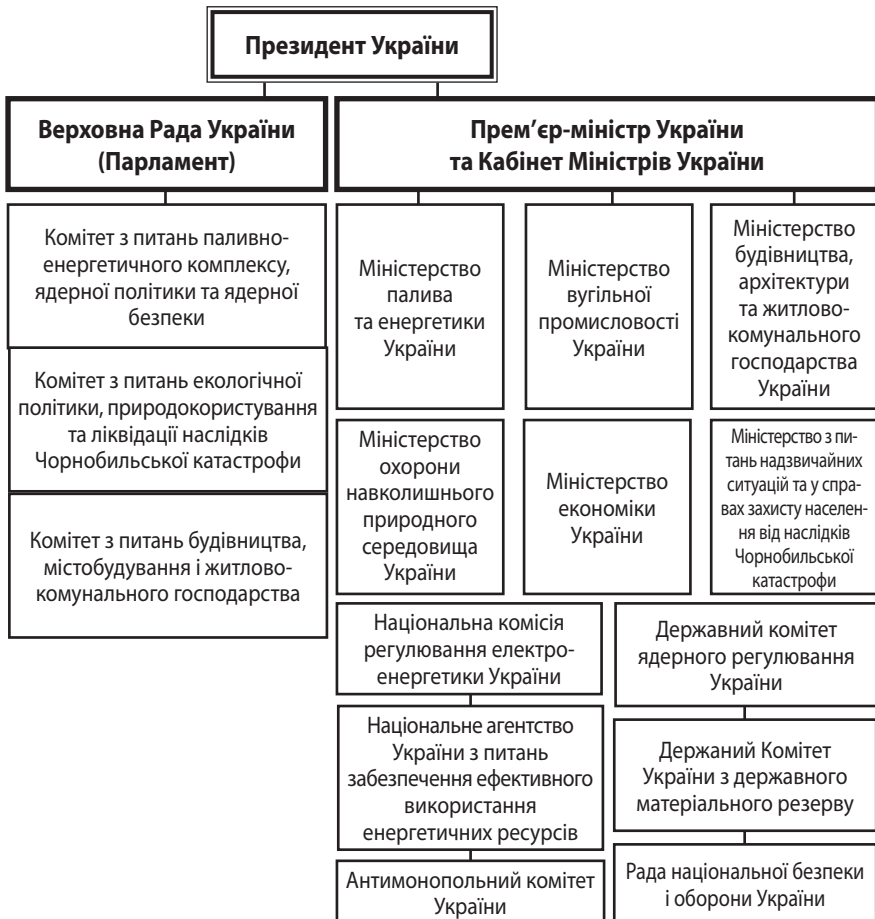 Президент України
Верховна Рада України
(Парламент)
Прем’єр-міністр України
та Кабінет Міністрів України
Комітет з питань паливно-
енергетичного комплексу,
ядерної політики та ядерної
безпеки
Комітет з питань екологічної
політики, природокористування
та ліквідації наслідків
Чорнобильської катастрофи
Комітет з питань будівництва,
містобудування і житлово-
комунального господарства
Міністерство
палива
та енергетики
України
Міністерство
вугільної
промисловості
України
Міністерство
будівництва,
архітектури
та житлово-
комунального
господарства
України
Міністерство
охорони
навколишнього
природного
середовища
України
Міністерство
економіки
України
Міністерство з пи-
тань надзвичайних
ситуацій та у спра-
вах захисту населен-
ня від наслідків
Чорнобильської
катастрофи
Національна комісія
регулювання електро-
енергетики України
Державний комітет
ядерного регулювання
України
Національне агентство
України з питань
забезпечення ефективного
використання
енергетичних ресурсів
Держаний Комітет
України з державного
матеріального резерву
Антимонопольний комітет
України
Рада національної безпеки
і оборони України